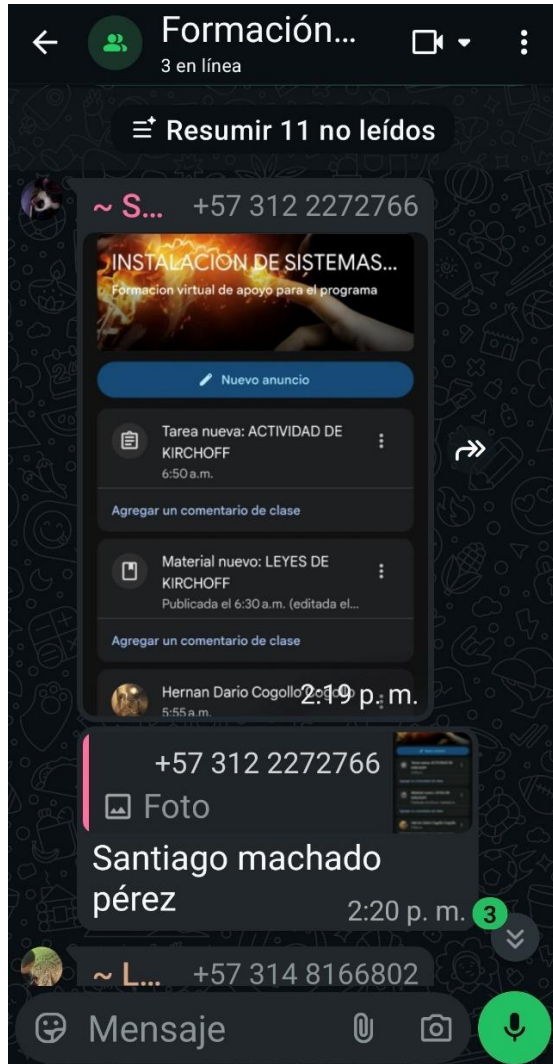 Formación...
3 en línea
Resumir 11 no leídos
~ S... +57 312 2272766
INSTALACIÓN DE SISTEMAS...
Formacion virtual de apoyo para el programa
Nuevo anuncio
Tarea nueva: ACTIVIDAD DE
KIRCHOFF
6:50 a.m.
Agregar un comentario de clase
Material nuevo: LEYES DE
KIRCHOFF
Publicada el 6:30 a.m. (editada el...
Agregar un comentario de clase
Hernan Dario Cogollo Cogollo
5:55 a.m.
2:19 p. m.
+57 312 2272766
Foto
Santiago machado
pérez
2:20 p. m.
3
~ L... +57 314 8166802
Mensaje